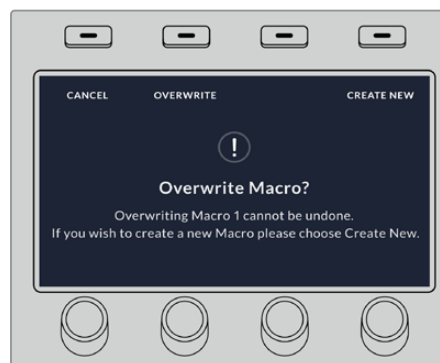 CANCEL OVERWRITE CREATE NEW
!
Overwrite Macro?
Overwriting Macro 1 cannot be undone.
If you wish to create a new Macro please choose Create New.